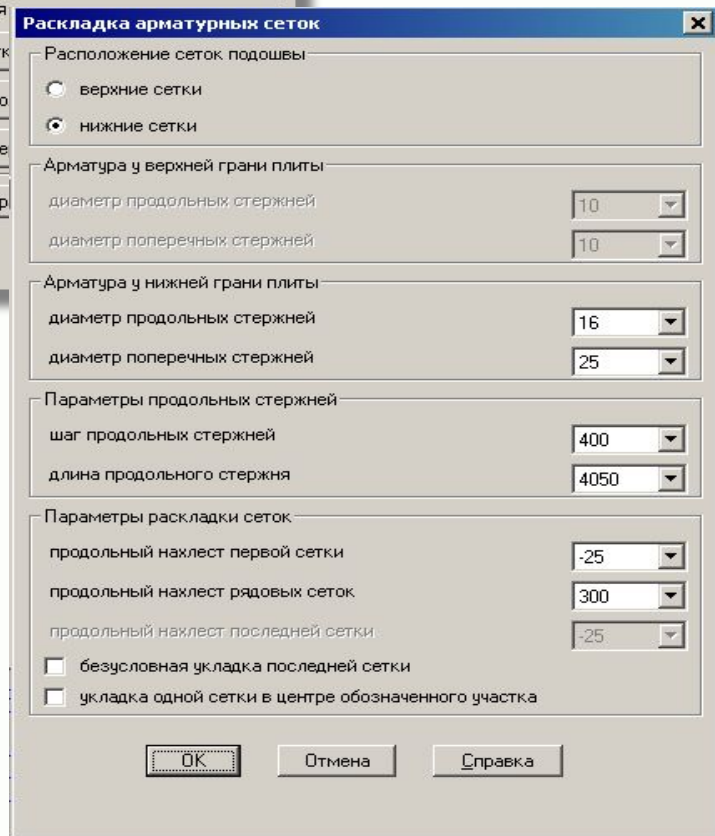 Раскладка арматурных сеток
Расположение сеток подошвы
верхние сетки
нижние сетки
Арматура у верхней грани плиты
диаметр продольных стержней 10
диаметр поперечных стержней 10
Арматура у нижней грани плиты
диаметр продольных стержней 16
диаметр поперечных стержней 25
Параметры продольных стержней
шаг продольных стержней 400
длина продольного стержня 4050
Параметры раскладки сеток
продольный нахлест первой сетки -25
продольный нахлест рядовых сеток 300
продольный нахлест последней сетки -25
безусловная укладка последней сетки
укладка одной сетки в центре обозначенного участка
OK Отмена Справка